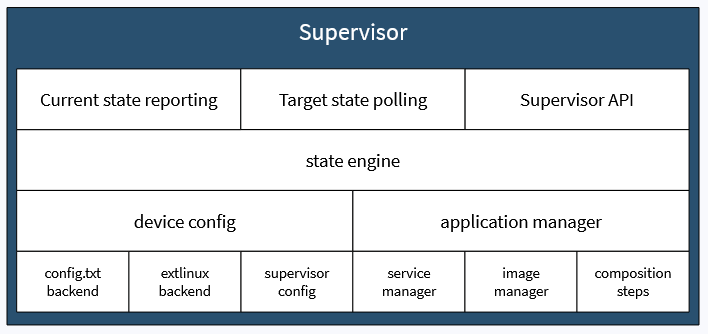 Supervisor
Current state reporting
Target state polling
Supervisor API
state engine
device config
application manager
config.txt
backend
extlinux
backend
supervisor
config
service
manager
image
manager
composition
steps